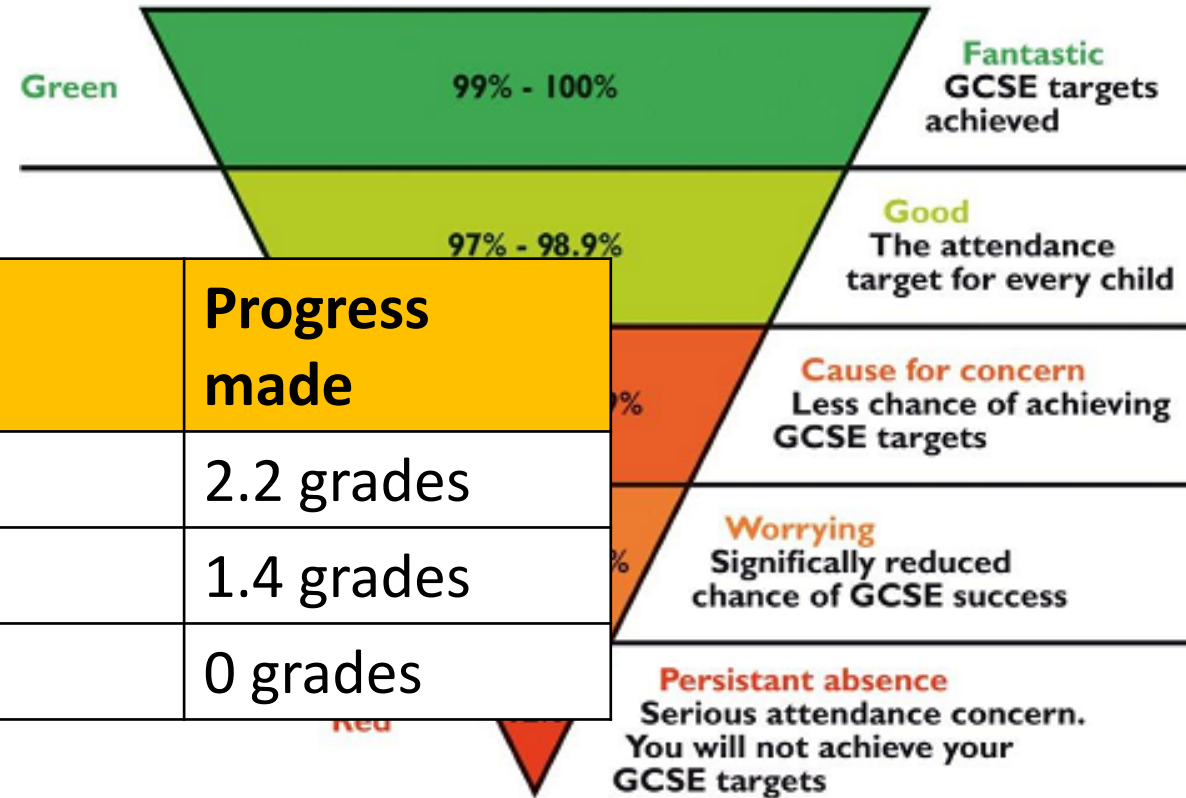 Green
99% - 100%
Fantastic
GCSE targets
achieved
97% - 98.9%
Good
The attendance
target for every child
Progress
made
2.2 grades
1.4 grades
0 grades
%
Cause for concern
Less chance of achieving
GCSE targets
%
Worrying
Significally reduced
chance of GCSE success
Red
Persistant absence
Serious attendance concern.
You will not achieve your
GCSE targets